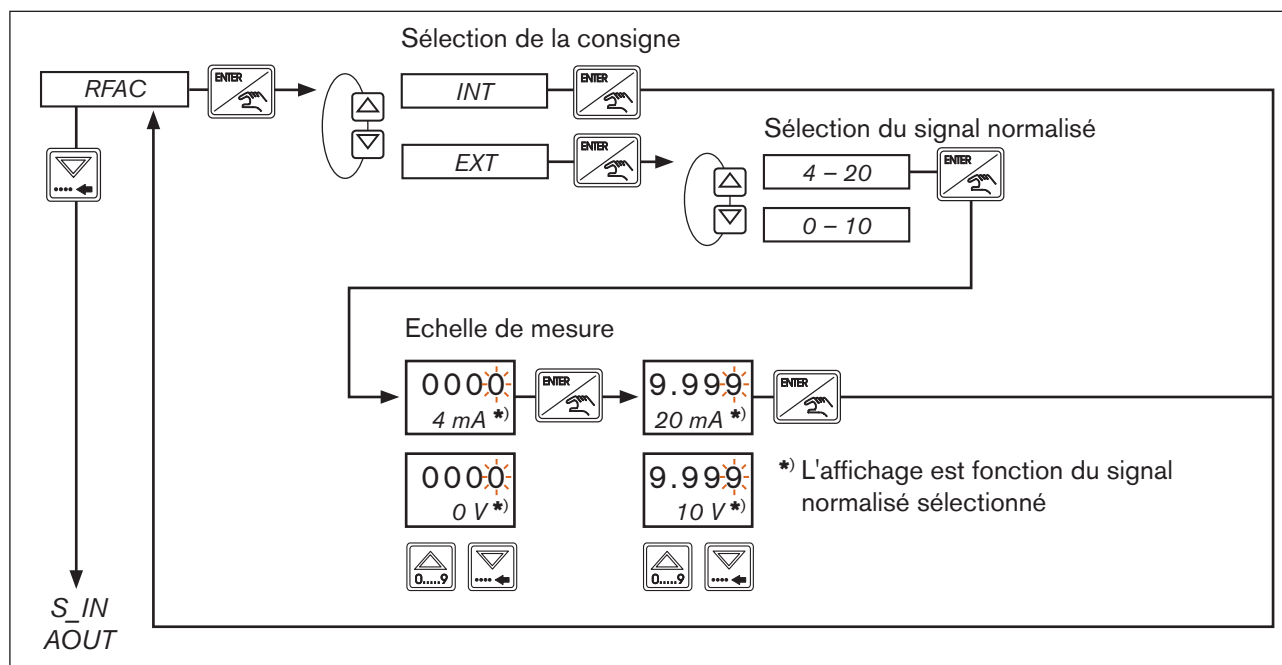 Sélection de la consigne
RFAC
ENTER
INT
ENTER
EXT
ENTER
Sélection du signal normalisé
4 – 20
ENTER
0 – 10
Echelle de mesure
0000
4 mA *)
ENTER
9.999
20 mA *)
ENTER
0000
0 V *)
9.999
10 V *)
*) L'affichage est fonction du signal
normalisé sélectionné
0.....9
....
0.....9
....
....
S_IN
AOUT